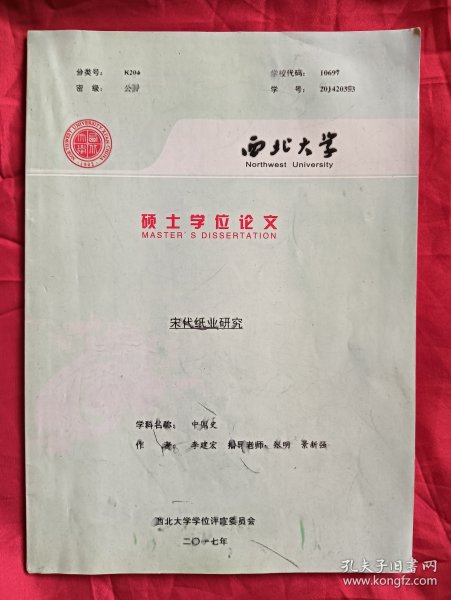 分类号： K204
学校代码： 10697
密 级： 公开
学 号： 201420353
西北大学
Northwest University
硕士学位论文
MASTER'S DISSERTATION
宋代纸业研究
学科名称： 中国史
作 者： 李建宏 指导老师： 张明 景新强
西北大学学位评定委员会
二〇一七年
孔夫子旧书网
www.kongfz.com